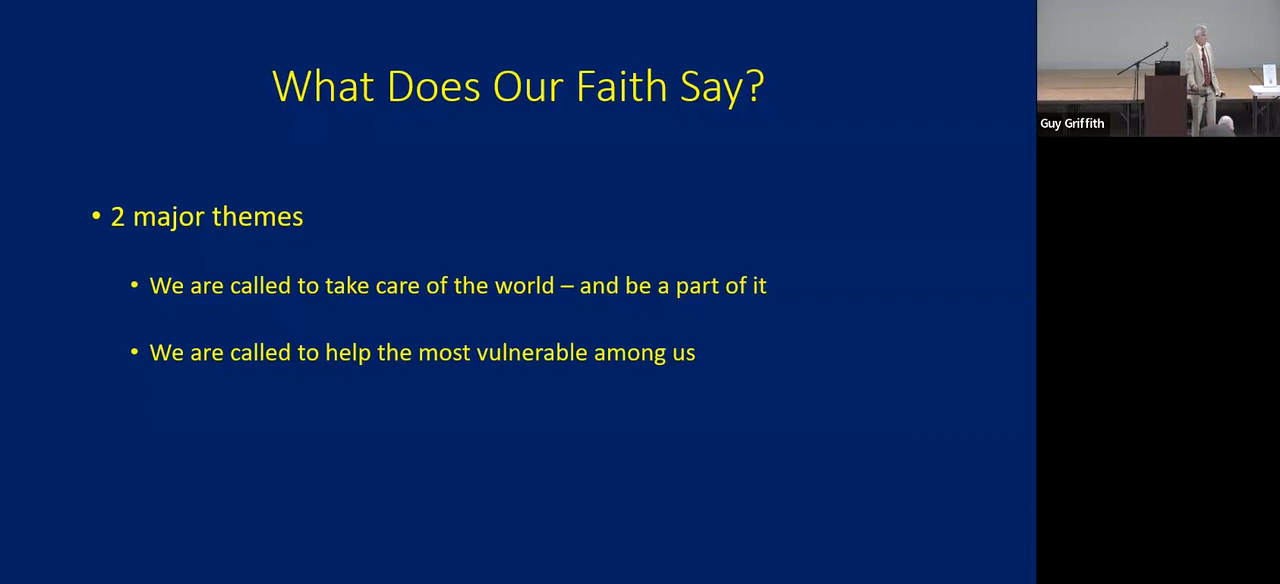 What Does Our Faith Say?
• 2 major themes
• We are called to take care of the world – and be a part of it
• We are called to help the most vulnerable among us
Guy Griffith